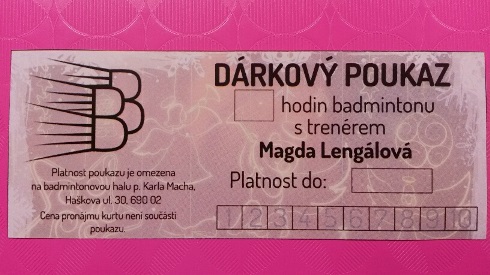 DÁRKOVÝ POUKAZ
hodin badmintonu
s trenérem
Magda Lengálová
Platnost do:
1 2 3 4 5 6 7 8 9 10
Platnost poukazu je omezena
na badmintonovou halu p. Karla Macha,
Haškova ul. 30, 690 02
Cena pronájmu kurtu není součástí
poukazu.